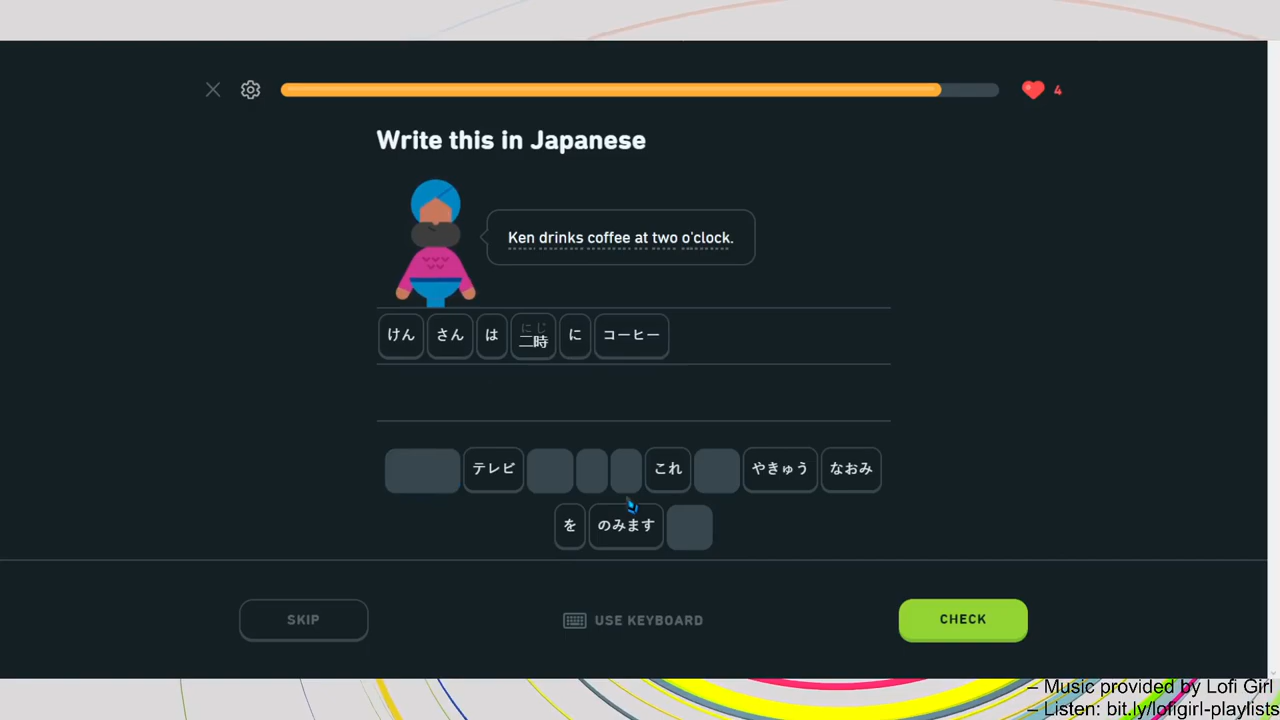 4
Write this in Japanese
Ken drinks coffee at two o'clock.
けん さん は 二時 に コーヒー
にじ
テレビ これ やきゅう なおみ
を のみます
SKIP USE KEYBOARD CHECK
– Music provided by Lofi Girl
– Listen: bit.ly/lofigirl-playlists